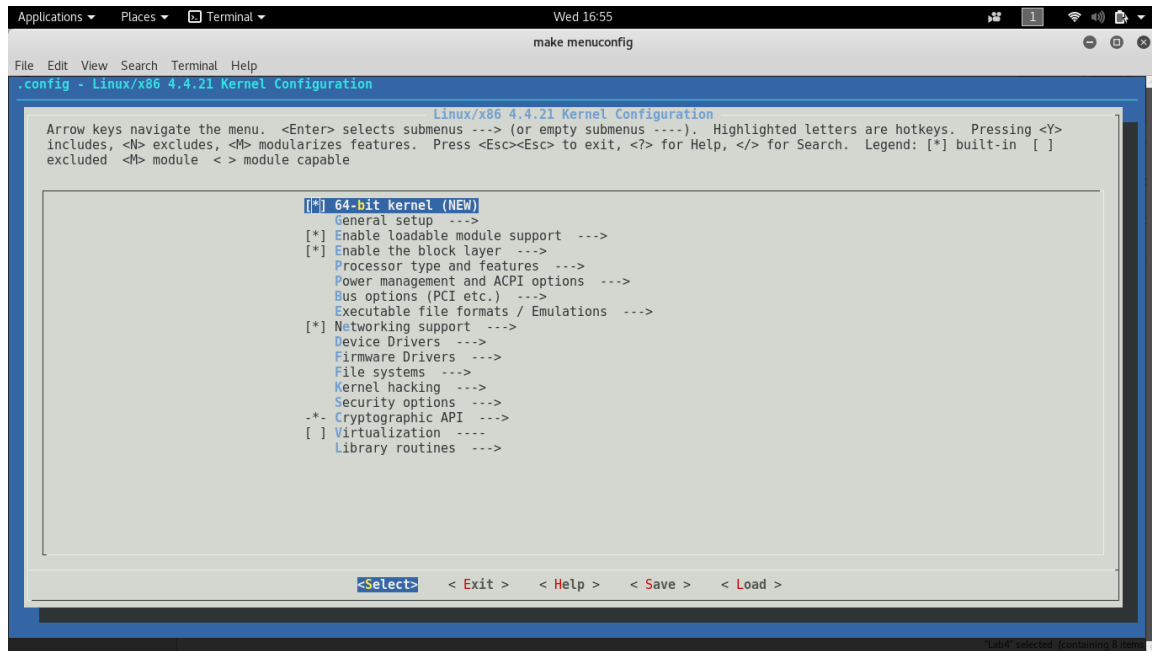 Applications Places Terminal Wed 16:55 1
make menuconfig
File Edit View Search Terminal Help
.config - Linux/x86 4.4.21 Kernel Configuration
Linux/x86 4.4.21 Kernel Configuration
Arrow keys navigate the menu. <Enter> selects submenus ---> (or empty submenus ----). Highlighted letters are hotkeys. Pressing <Y>
includes, <N> excludes, <M> modularizes features. Press <Esc><Esc> to exit, <?> for Help, </> for Search. Legend: [*] built-in [ ]
excluded <M> module < > module capable
[*] 64-bit kernel (NEW)
General setup --->
[*] Enable loadable module support --->
[*] Enable the block layer --->
Processor type and features --->
Power management and ACPI options --->
Bus options (PCI etc.) --->
Executable file formats / Emulations --->
[*] Networking support --->
Device Drivers --->
Firmware Drivers --->
File systems --->
Kernel hacking --->
Security options --->
-*- Cryptographic API --->
[ ] Virtualization ----
Library routines --->
<Select> < Exit > < Help > < Save > < Load >
"Lab4" selected (containing 8 items